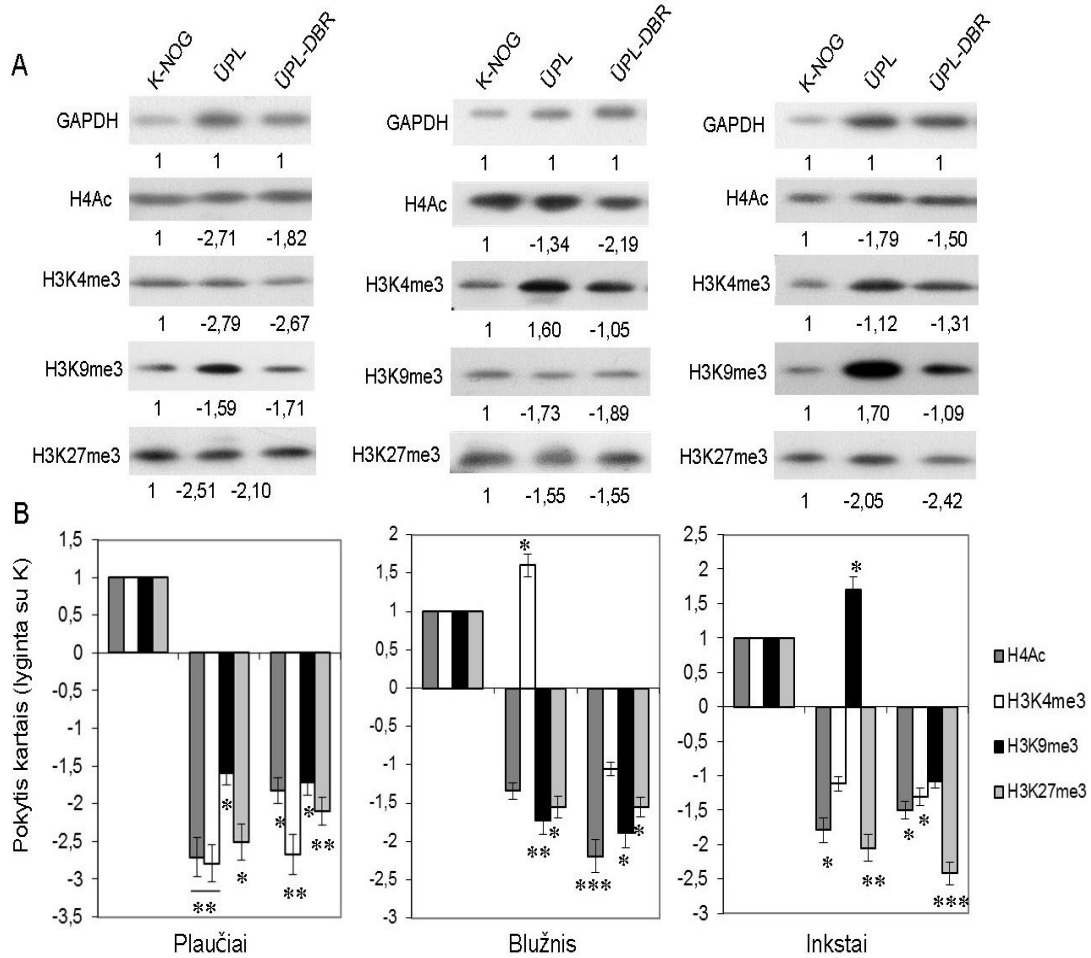 A
K-NOG ŪPL ŪPL-DBR
GAPDH
1 1 1
H4Ac
1 -2,71 -1,82
H3K4me3
1 -2,79 -2,67
H3K9me3
1 -1,59 -1,71
H3K27me3
1 -2,51 -2,10
K-NOG ŪPL ŪPL-DBR
1 1 1
H4Ac
1 -1,34 -2,19
H3K4me3
1 1,60 -1,05
H3K9me3
1 -1,73 -1,89
H3K27me3
1 -1,55 -1,55
K-NOG ŪPL ŪPL-DBR
GAPDH
1 1 1
H4Ac
1 -1,79 -1,50
H3K4me3
1 -1,12 -1,31
H3K9me3
1 1,70 -1,09
H3K27me3
1 -2,05 -2,42
B
Pokytis kartais (lyginta su K)
1,5
1
0,5
0
-0,5
-1
-1,5
-2
-2,5
-3
-3,5
** * * * ** * **
Plaučiai
2
1,5
1
0,5
0
-0,5
-1
-1,5
-2
-2,5
-3
* ** * *** * *
Blužnis
2,5
2
1,5
1
0,5
0
-0,5
-1
-1,5
-2
-2,5
-3
* * ** * * ***
Inkstai
H4Ac
H3K4me3
H3K9me3
H3K27me3